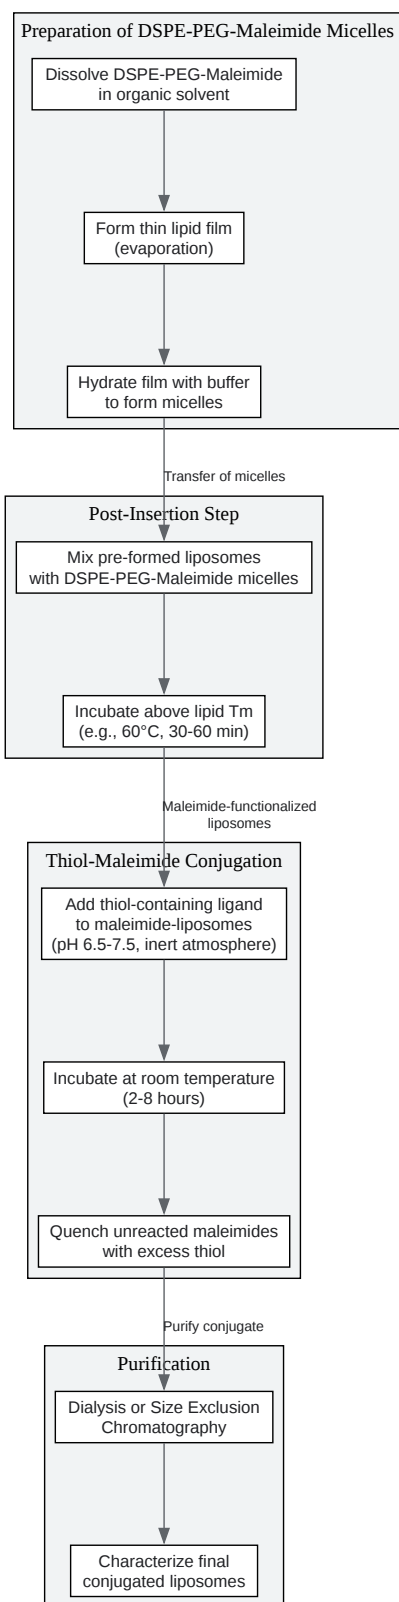 Preparation of DSPE-PEG-Maleimide Micelles
Dissolve DSPE-PEG-Maleimide
in organic solvent
Form thin lipid film
(evaporation)
Hydrate film with buffer
to form micelles
Transfer of micelles
Post-Insertion Step
Mix pre-formed liposomes
with DSPE-PEG-Maleimide micelles
Incubate above lipid Tm
(e.g., 60°C, 30-60 min)
Maleimide-functionalized
liposomes
Thiol-Maleimide Conjugation
Add thiol-containing ligand
to maleimide-liposomes
(pH 6.5-7.5, inert atmosphere)
Incubate at room temperature
(2-8 hours)
Quench unreacted maleimides
with excess thiol
Purify conjugate
Purification
Dialysis or Size Exclusion
Chromatography
Characterize final
conjugated liposomes